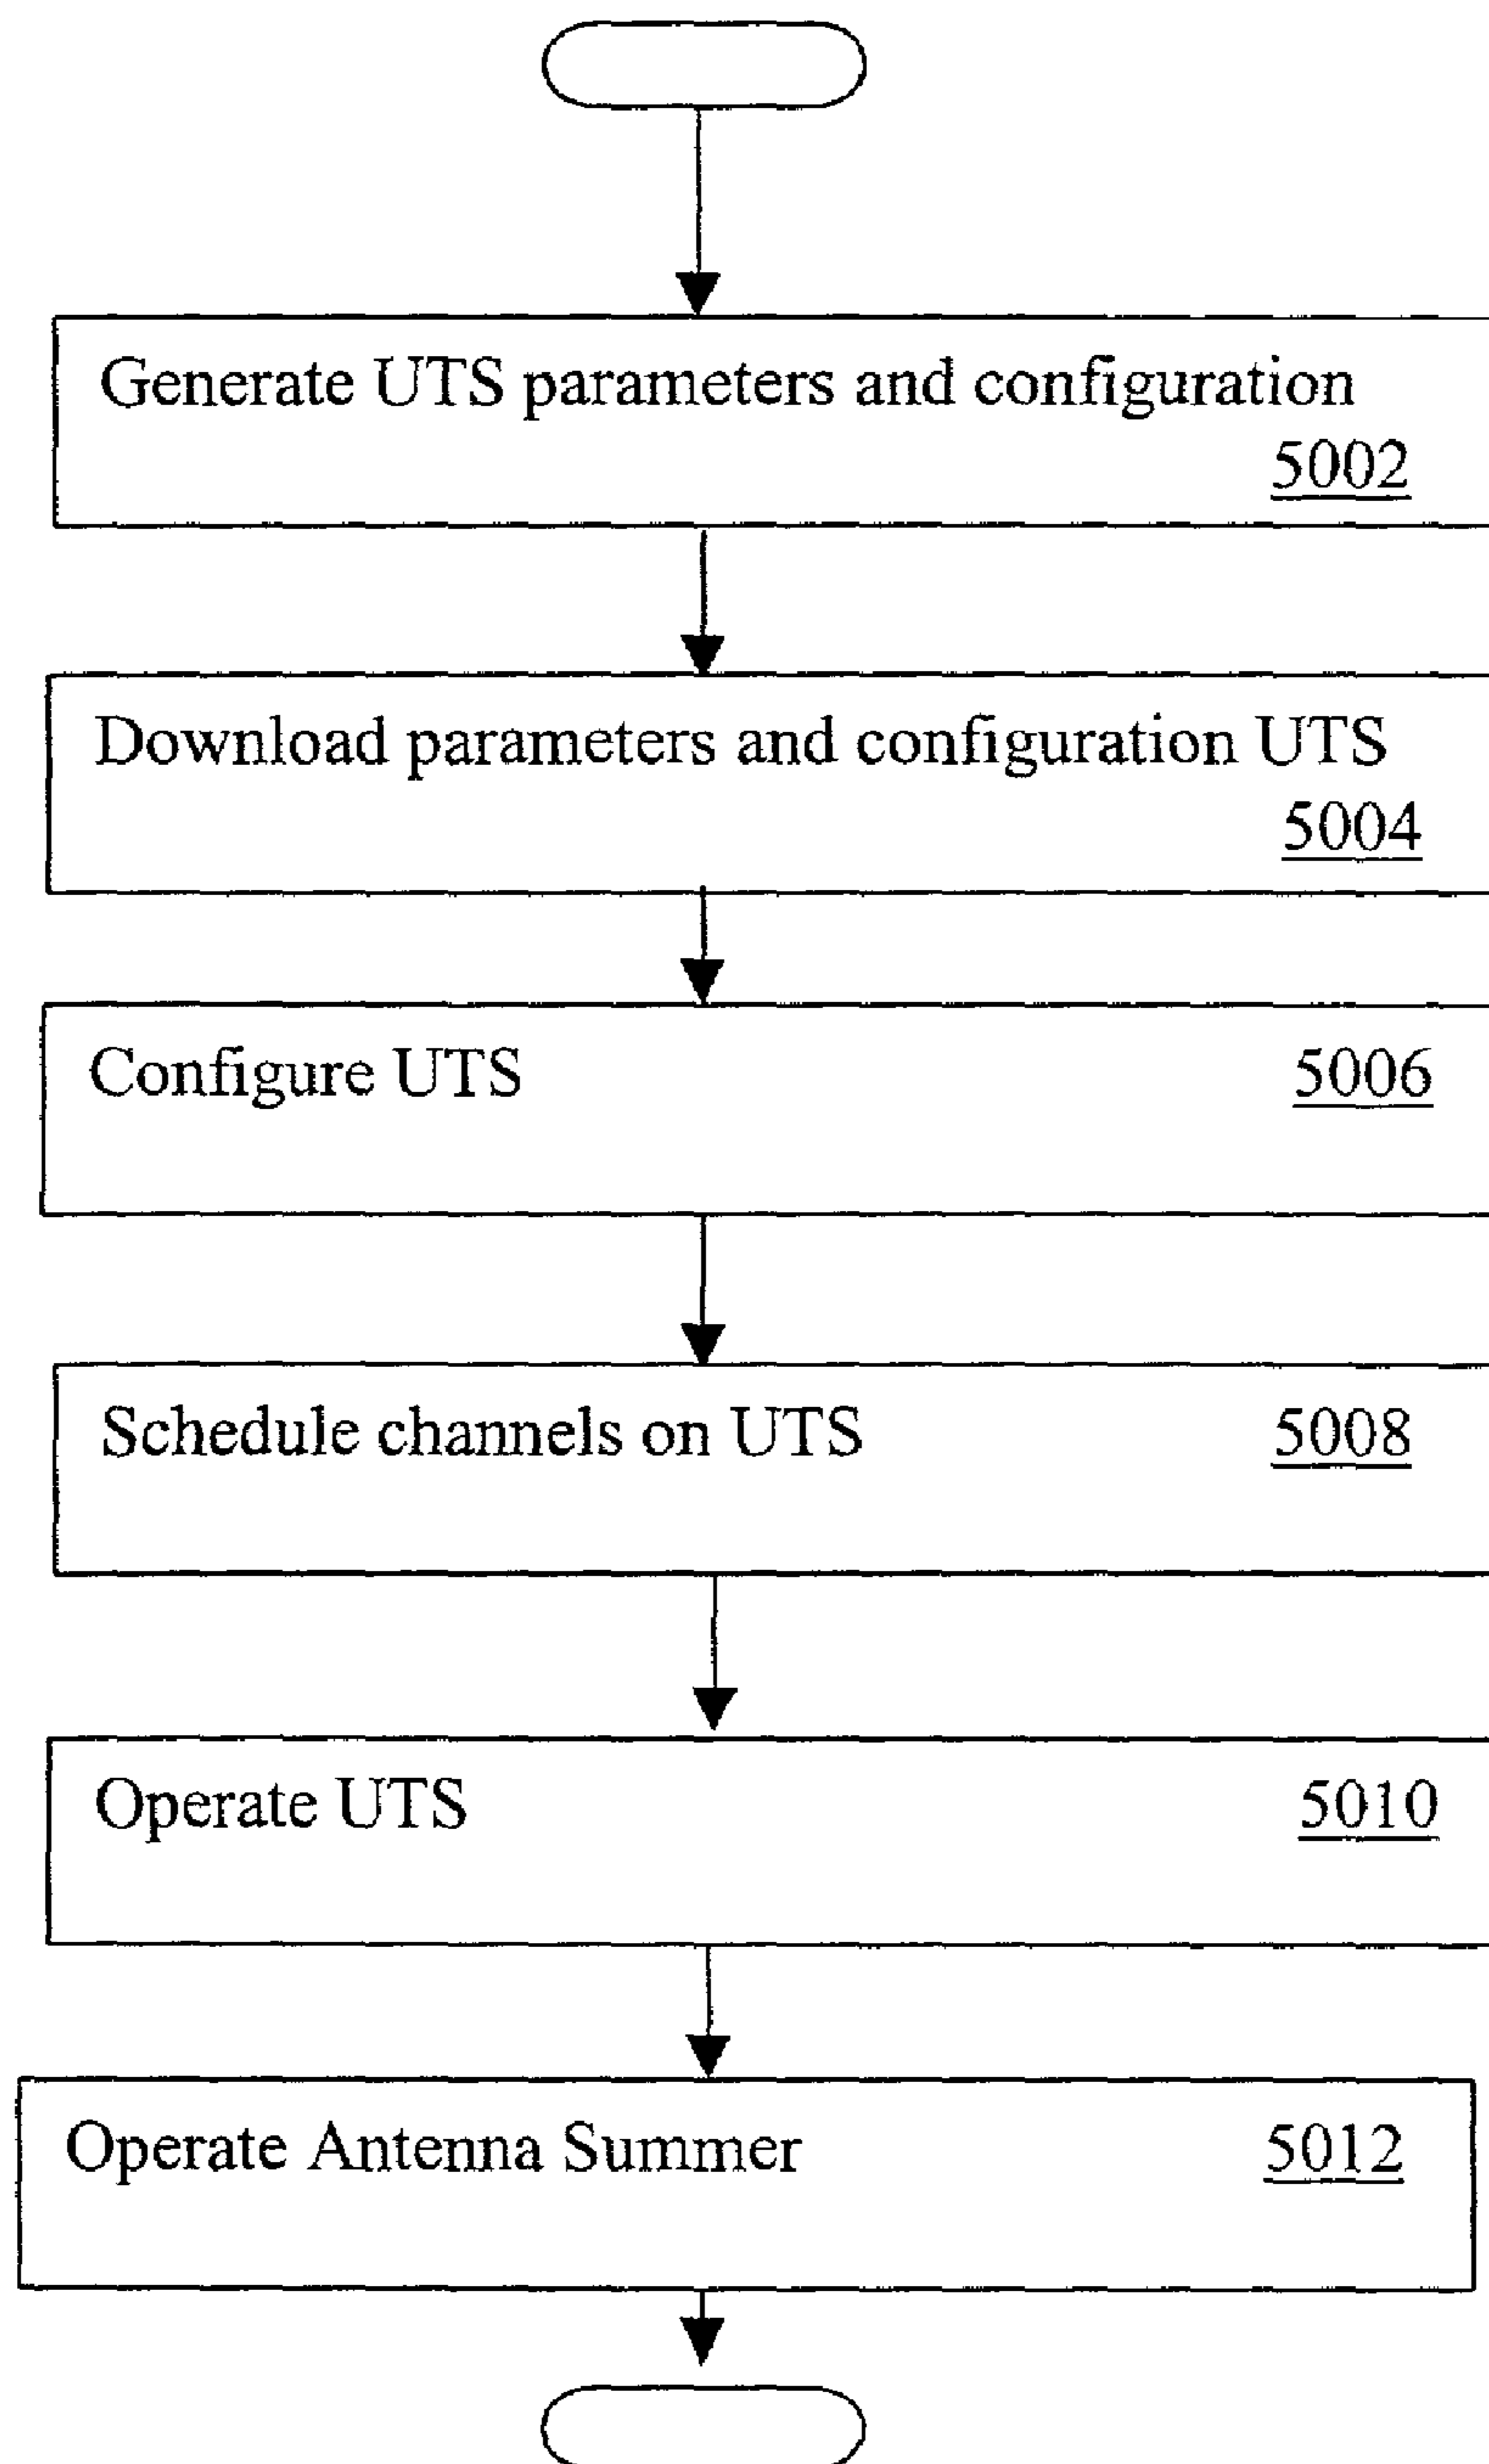 Generate UTS parameters and configuration
5002
Download parameters and configuration UTS
5004
Configure UTS 5006
Schedule channels on UTS 5008
Operate UTS 5010
Operate Antenna Summer 5012